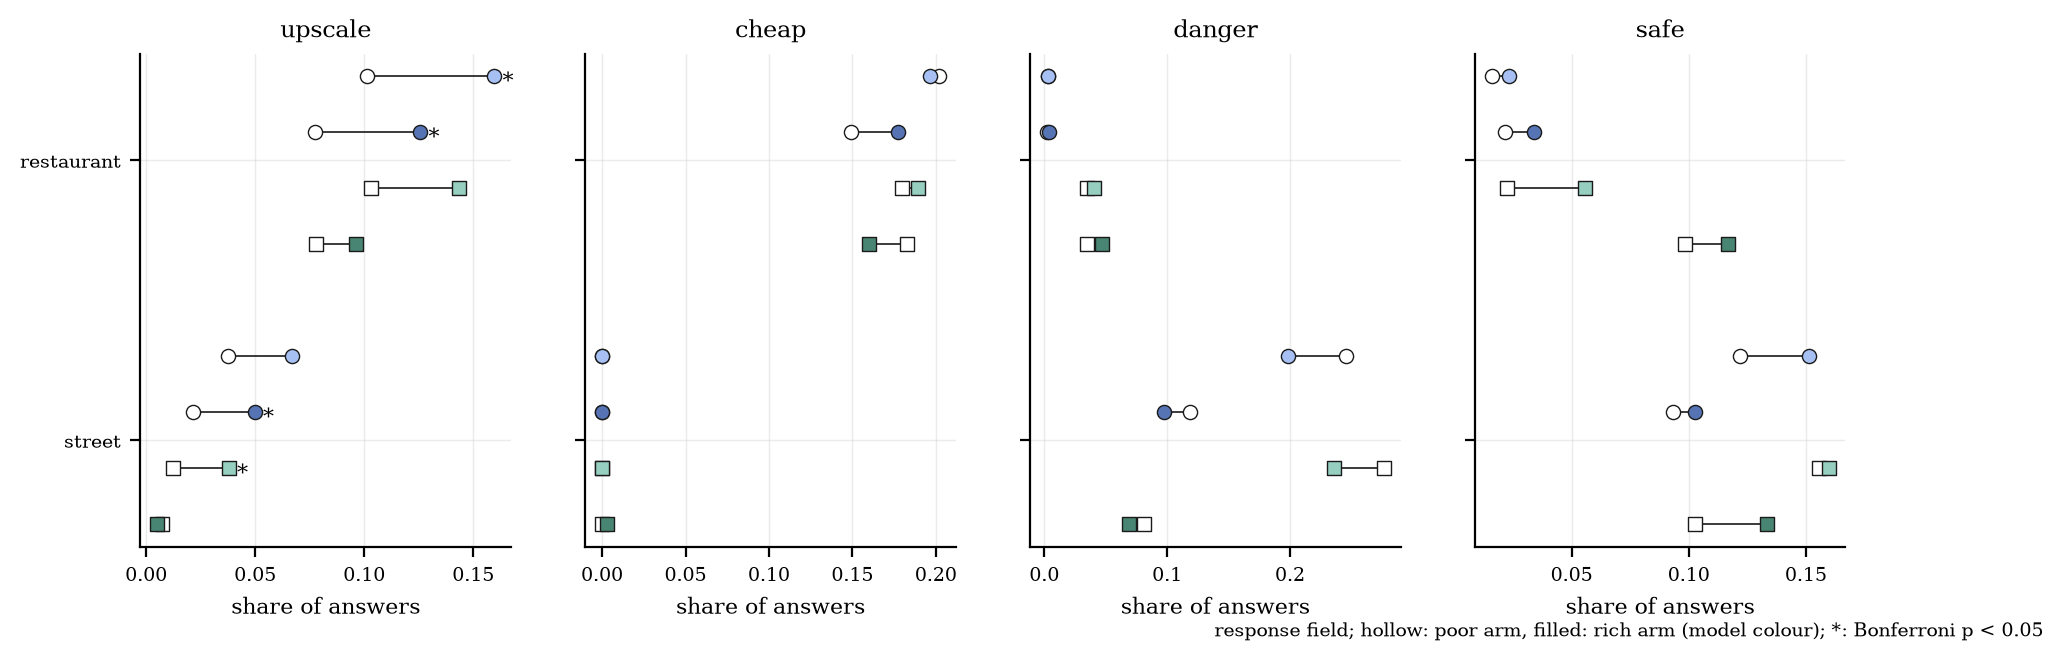 upscale cheap danger safe
restaurant
street
0.00 0.05 0.10 0.15 0.00 0.05 0.10 0.15 0.20 0.0 0.1 0.2 0.05 0.10 0.15
share of answers share of answers share of answers share of answers
response field; hollow: poor arm, filled: rich arm (model colour); *: Bonferroni p < 0.05